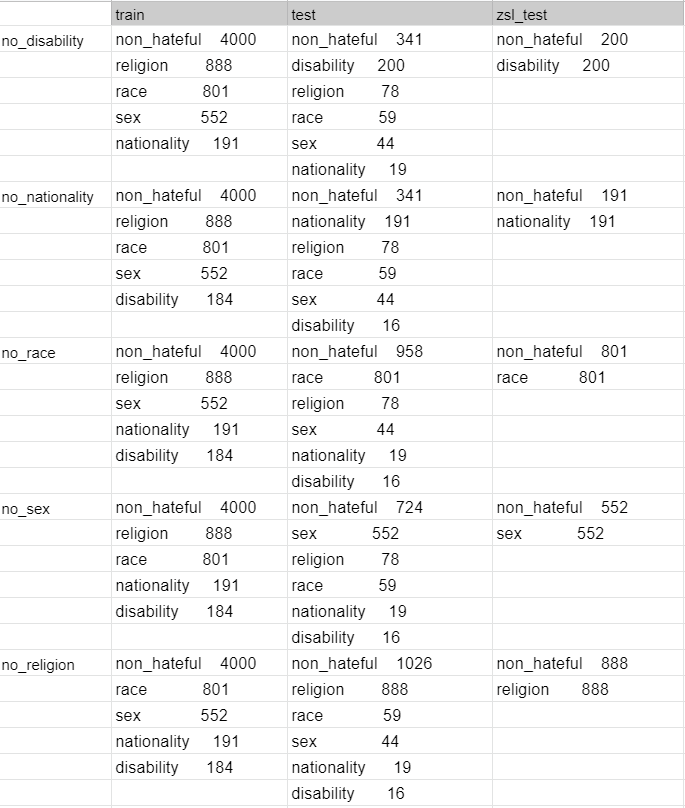 train test zsl_test
no_disability non_hateful 4000 non_hateful 341 non_hateful 200
religion 888 disability 200 disability 200
race 801 religion 78
sex 552 race 59
nationality 191 sex 44
nationality 19
no_nationality non_hateful 4000 non_hateful 341 non_hateful 191
religion 888 nationality 191 nationality 191
race 801 religion 78
sex 552 race 59
disability 184 sex 44
disability 16
no_race non_hateful 4000 non_hateful 958 non_hateful 801
religion 888 race 801 race 801
sex 552 religion 78
nationality 191 sex 44
disability 184 nationality 19
disability 16
no_sex non_hateful 4000 non_hateful 724 non_hateful 552
religion 888 sex 552 sex 552
race 801 religion 78
nationality 191 race 59
disability 184 nationality 19
disability 16
no_religion non_hateful 4000 non_hateful 1026 non_hateful 888
race 801 religion 888 religion 888
sex 552 race 59
nationality 191 sex 44
disability 184 nationality 19
disability 16